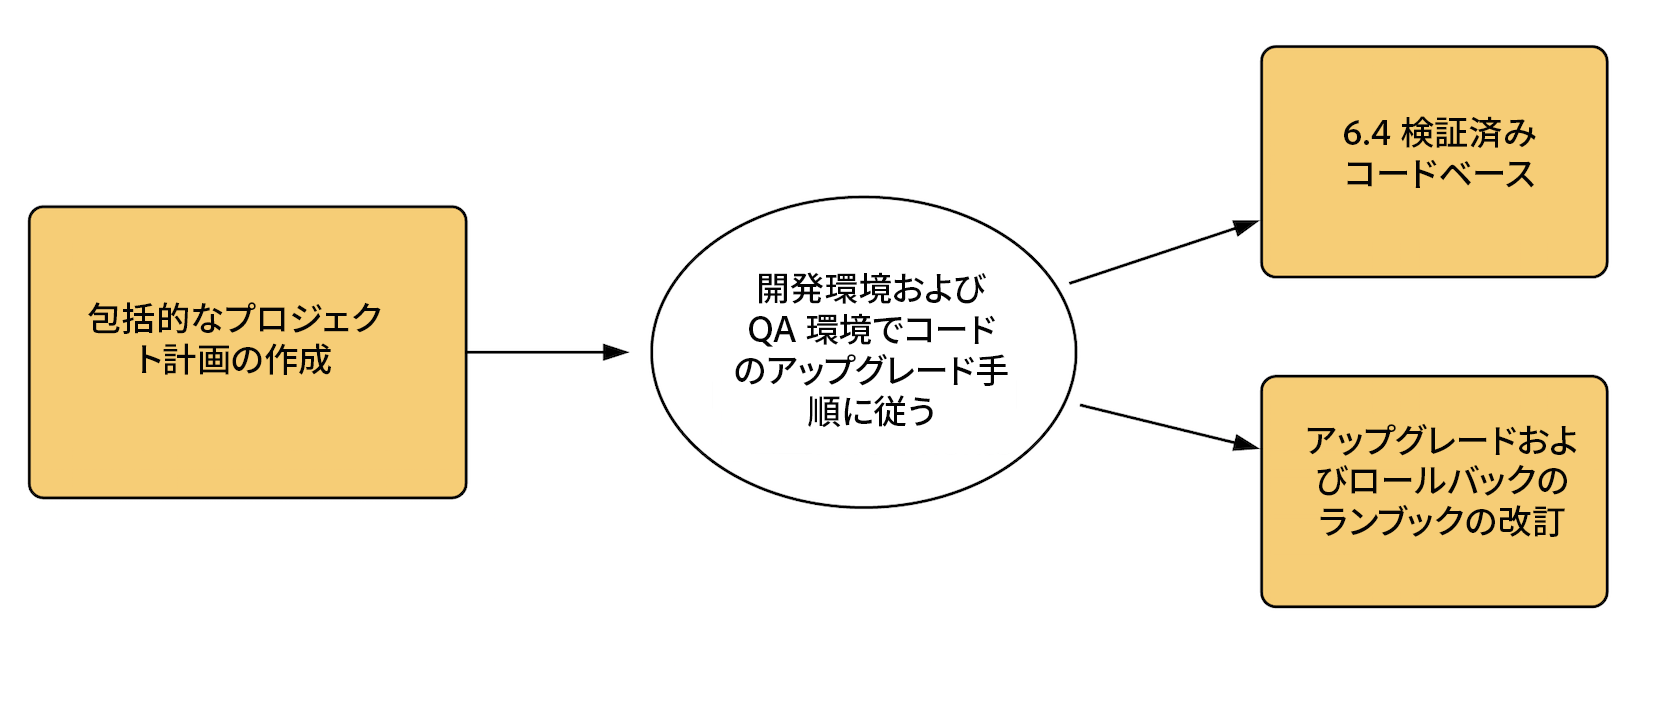 包括的なプロジェク
ト計画の作成
開発環境および
QA 環境でコード
のアップグレード手
順に従う
6.4 検証済み
コードベース
アップグレードおよ
びロールバックの
ランブックの改訂